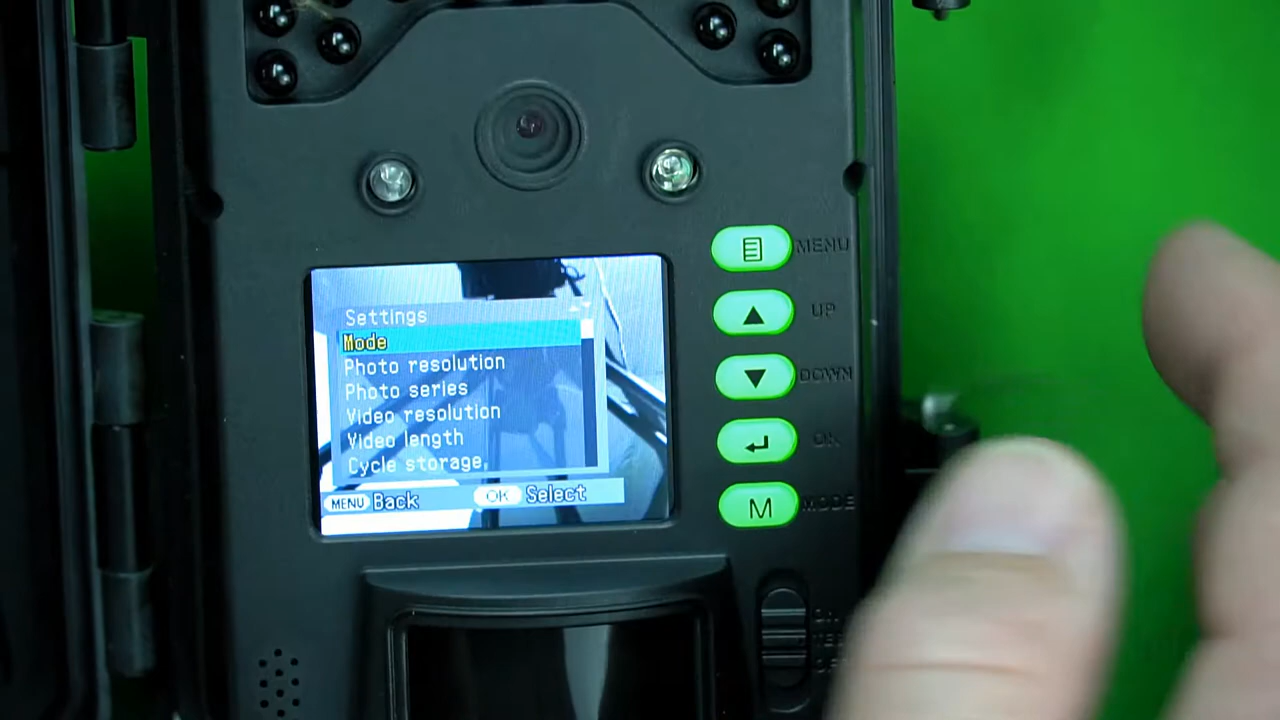 MENU
UP
DOWN
OK
M MODE
Settings
Mode
Photo resolution
Photo series
Video resolution
Video length
Cycle storage
MENU Back OK Select